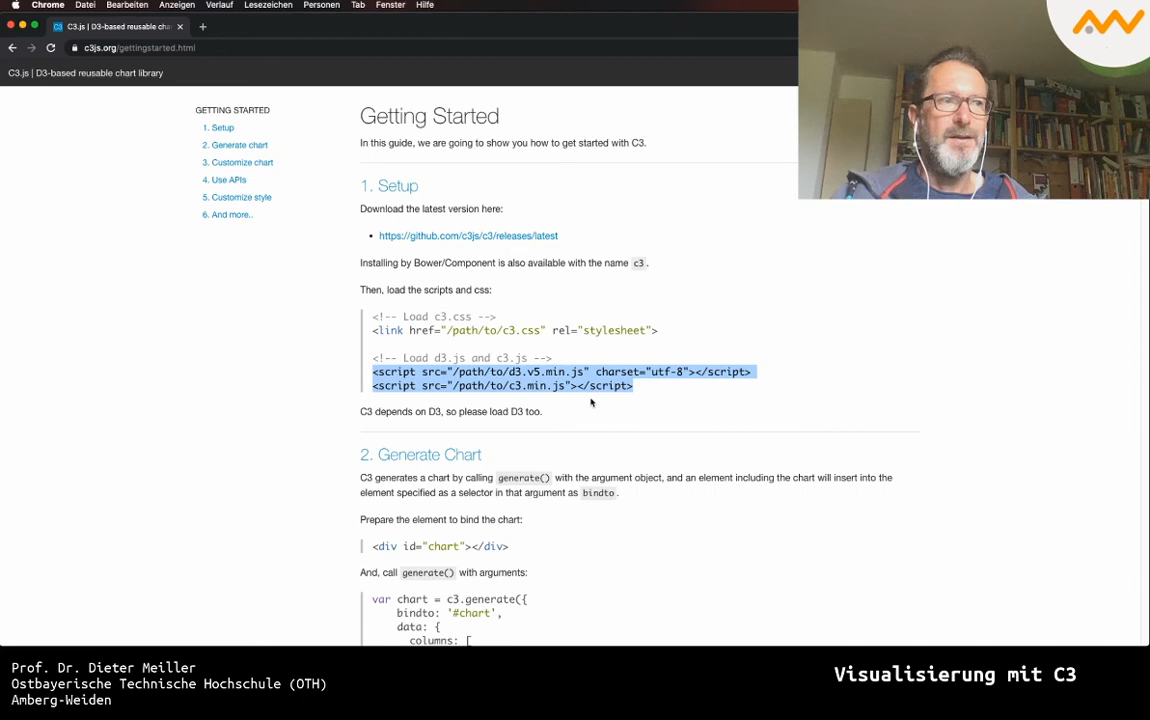 Chrome Datei Bearbeiten Anzeigen Verlauf Lesezeichen Personen Tab Fenster Hilfe
C3.js | D3-based reusable cha
c3js.org/gettingstarted.html
C3.js | D3-based reusable chart library
GETTING STARTED
1. Setup
2. Generate chart
3. Customize chart
4. Use APIs
5. Customize style
6. And more..
Getting Started
In this guide, we are going to show you how to get started with C3.
1. Setup
Download the latest version here:
• https://github.com/c3js/c3/releases/latest
Installing by Bower/Component is also available with the name c3.
Then, load the scripts and css:
<!-- Load c3.css -->
<link href="/path/to/c3.css" rel="stylesheet">
<!-- Load d3.js and c3.js -->
<script src="/path/to/d3.v5.min.js" charset="utf-8"></script>
<script src="/path/to/c3.min.js"></script>
C3 depends on D3, so please load D3 too.
2. Generate Chart
C3 generates a chart by calling generate() with the argument object, and an element including the chart will insert into the
element specified as a selector in that argument as bindto.
Prepare the element to bind the chart:
<div id="chart"></div>
And, call generate() with arguments:
var chart = c3.generate({
bindto: '#chart',
data: {
columns: [
Prof. Dr. Dieter Meiller
Ostbayerische Technische Hochschule (OTH)
Amberg-Weiden
Visualisierung mit C3